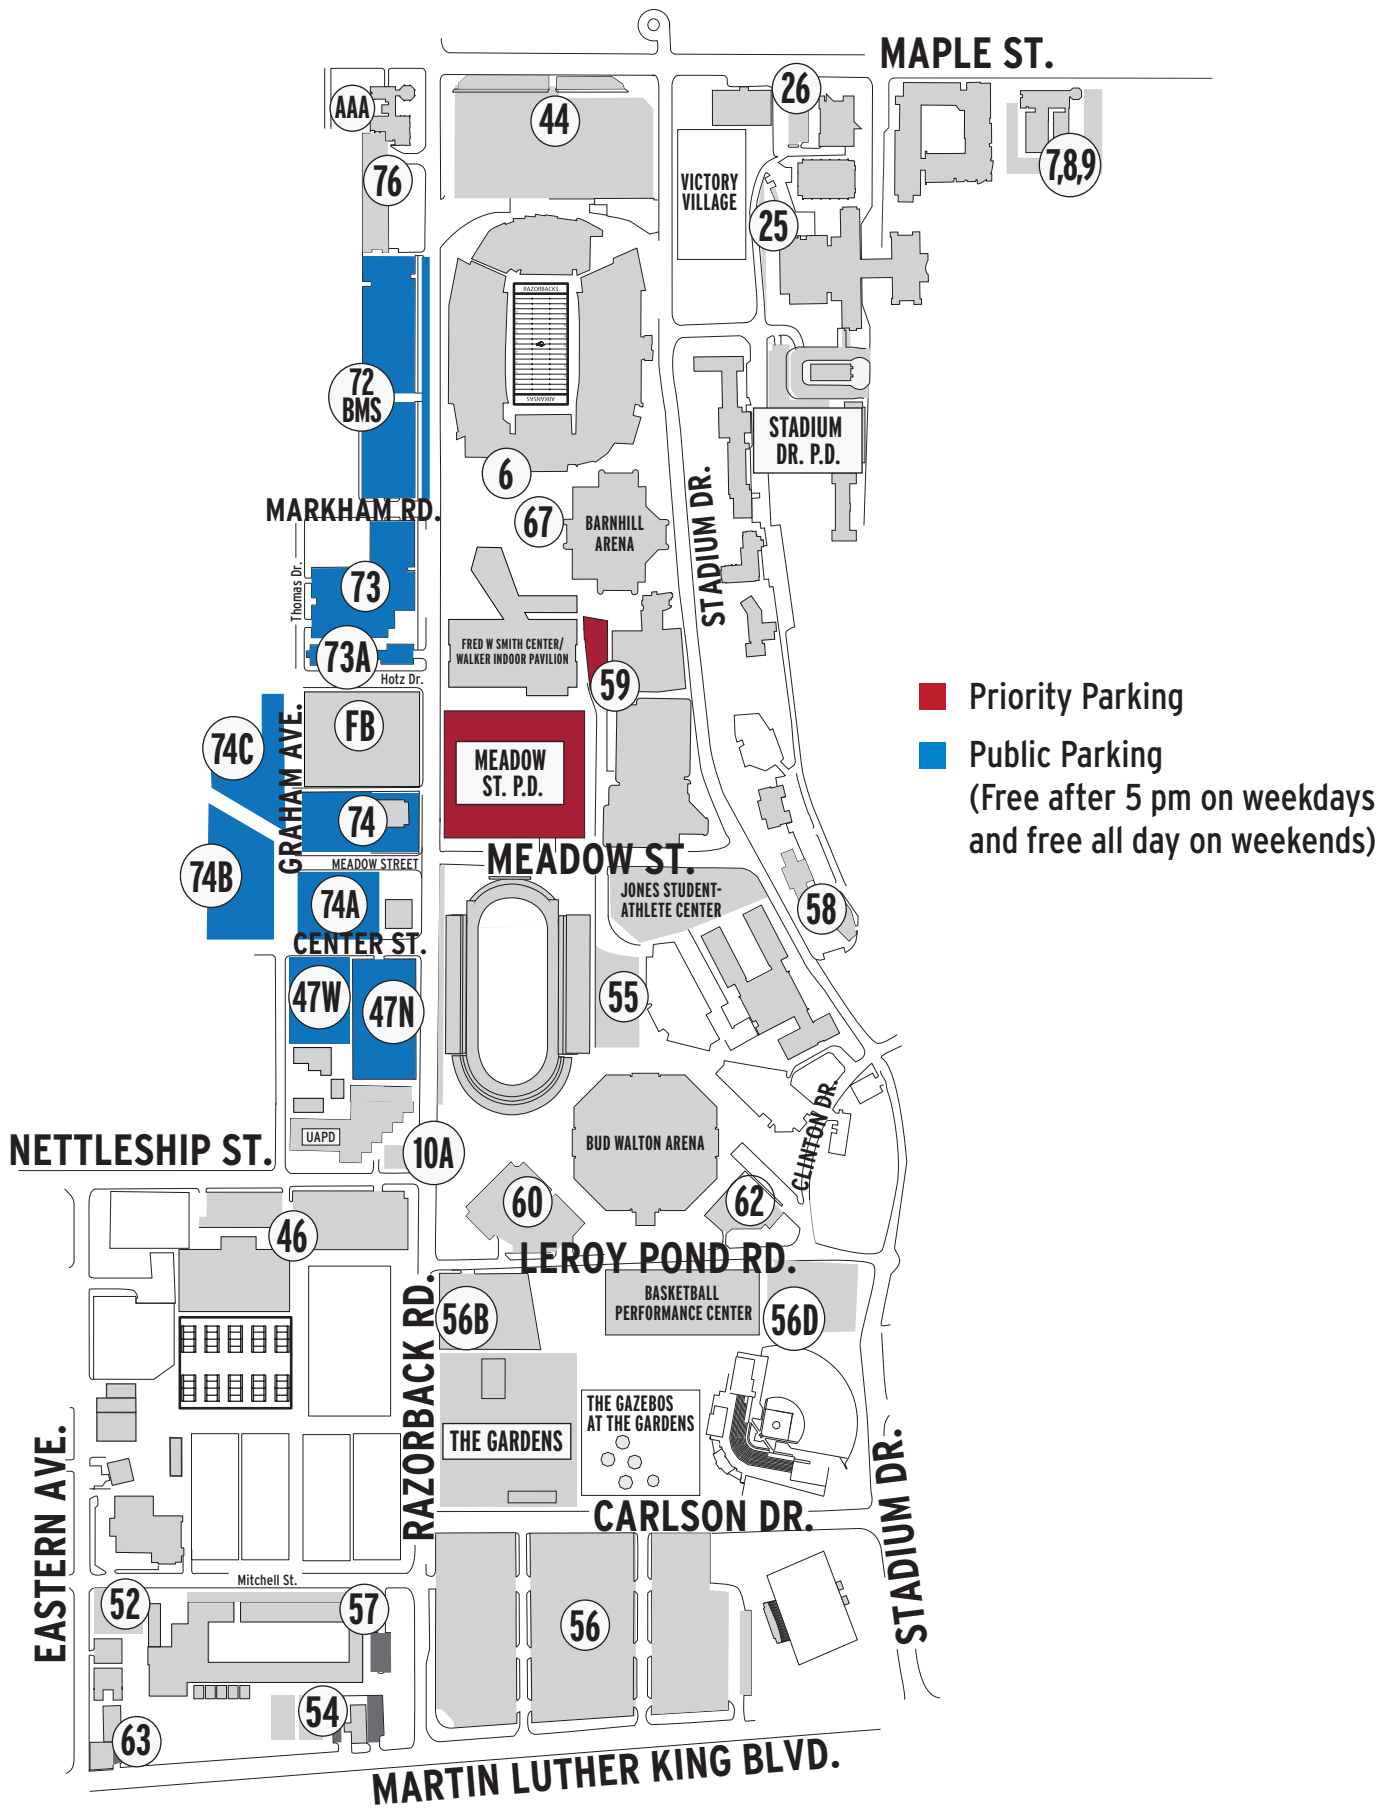 MAPLE ST.
AAA
44
26
7,8,9
76
VICTORY
VILLAGE
25
RAZORBACKS
ARKANSAS
72
BMS
STADIUM
DR. P.D.
6
MARKHAM RD.
67
BARNHILL
ARENA
STADIUM DR.
Thomas Dr.
73
73A
FRED W SMITH CENTER/
WALKER INDOOR PAVILION
59
Hotz Dr.
Priority Parking
Public Parking
(Free after 5 pm on weekdays
and free all day on weekends)
74C
GRAHAM AVE.
FB
MEADOW
ST. P.D.
74
MEADOW STREET
MEADOW ST.
74B
74A
JONES STUDENT-
ATHLETE CENTER
58
CENTER ST.
47W
47N
55
CLINTON DR.
UAPD
NETTLESHIP ST.
10A
BUD WALTON ARENA
60
62
46
LEROY POND RD.
RAZORBACK RD.
56B
BASKETBALL
PERFORMANCE CENTER
56D
THE GARDENS
THE GAZEBOS
AT THE GARDENS
EASTERN AVE.
CARLSON DR.
STADIUM DR.
Mitchell St.
52
57
56
54
63
MARTIN LUTHER KING BLVD.